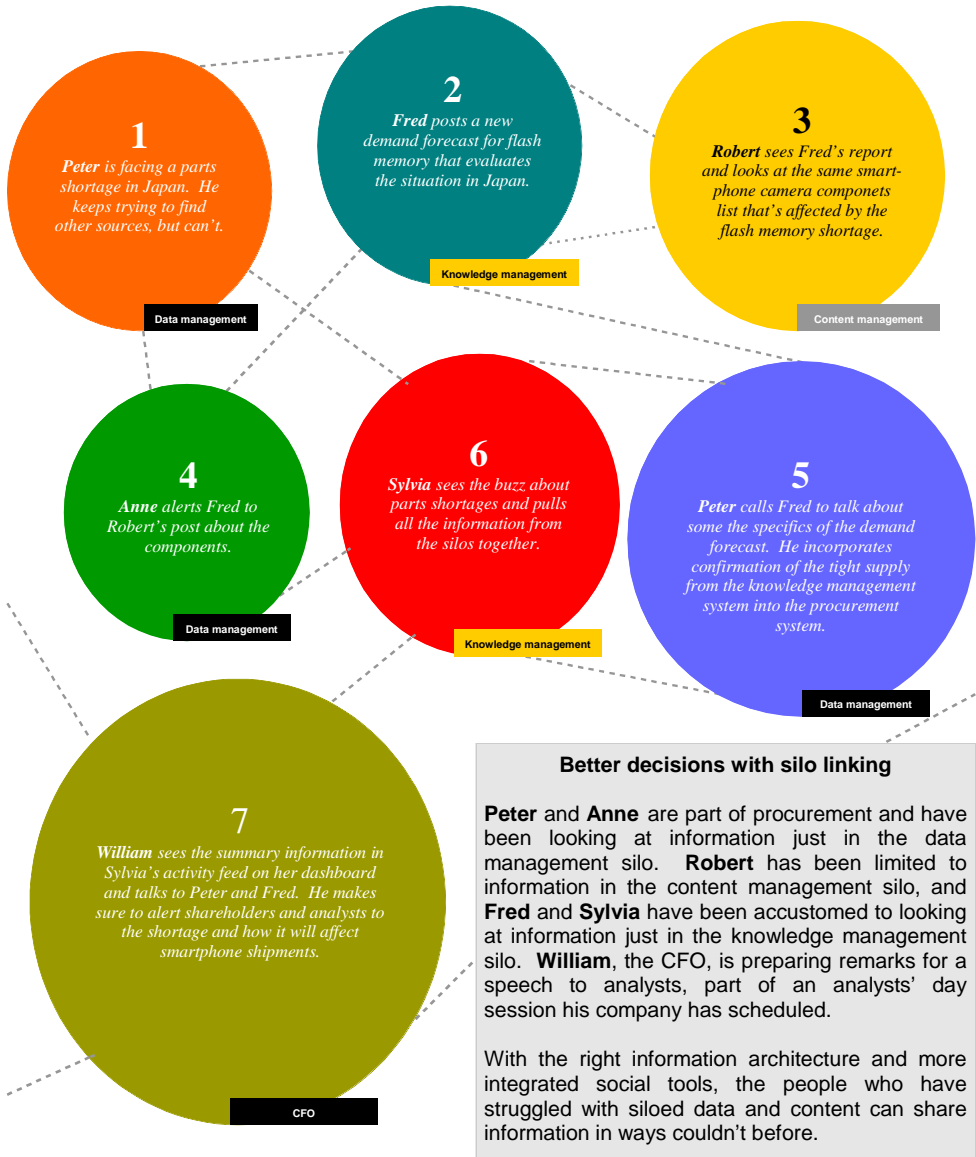 1
Peter is facing a parts
shortage in Japan. He
keeps trying to find
other sources, but can't.
Data management
2
Fred posts a new
demand forecast for flash
memory that evaluates
the situation in Japan.
Knowledge management
3
Robert sees Fred's report
and looks at the same smart-
phone camera componets
list that's affected by the
flash memory shortage.
Content management
4
Anne alerts Fred to
Robert's post about the
components.
Data management
6
Sylvia sees the buzz about
parts shortages and pulls
all the information from
the silos together.
Knowledge management
5
Peter calls Fred to talk about
some the specifics of the demand
forecast. He incorporates
confirmation of the tight supply
from the knowledge management
system into the procurement
system.
Data management
7
William sees the summary information in
Sylvia's activity feed on her dashboard
and talks to Peter and Fred. He makes
sure to alert shareholders and analysts to
the shortage and how it will affect
smartphone shipments.
CFO
Better decisions with silo linking
Peter and Anne are part of procurement and have
been looking at information just in the data
management silo. Robert has been limited to
information in the content management silo, and
Fred and Sylvia have been accustomed to looking
at information just in the knowledge management
silo. William, the CFO, is preparing remarks for a
speech to analysts, part of an analysts' day
session his company has scheduled.
With the right information architecture and more
integrated social tools, the people who have
struggled with siloed data and content can share
information in ways couldn't before.